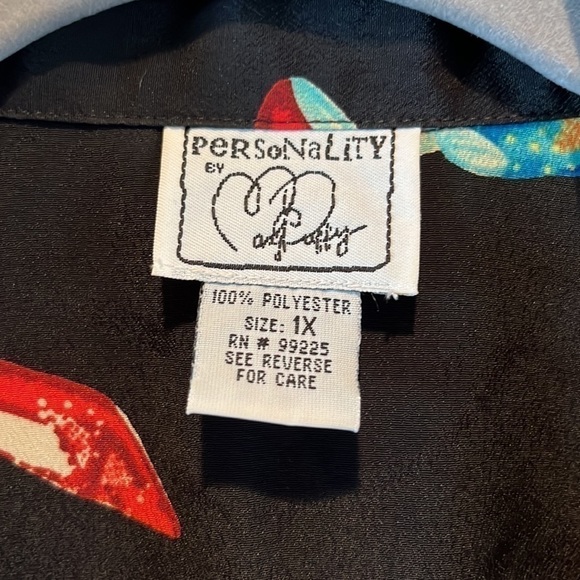 PeRSoNaLiTY
BY
100% POLYESTER
SIZE: 1X
RN # 99225
SEE REVERSE
FOR CARE